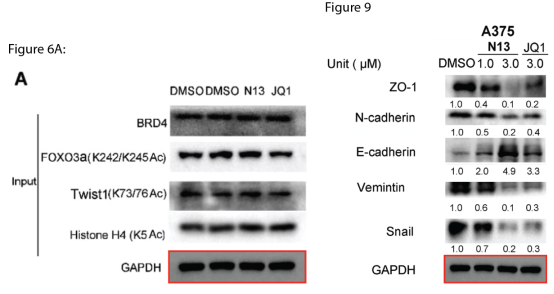 Figure 6A:
A
DMSO DMSO N13 JQ1
Input
BRD4
FOXO3a(K242/K245Ac)
Twist1(K73/76Ac)
Histone H4 (K5Ac)
GAPDH
Figure 9
A375
N13 JQ1
Unit ( μM) DMSO 1.0 3.0 3.0
ZO-1
1.0 0.4 0.1 0.2
N-cadherin
1.0 0.5 0.2 0.4
E-cadherin
1.0 2.0 4.9 3.3
Vemintin
1.0 0.6 0.1 0.3
Snail
1.0 0.7 0.2 0.3
GAPDH